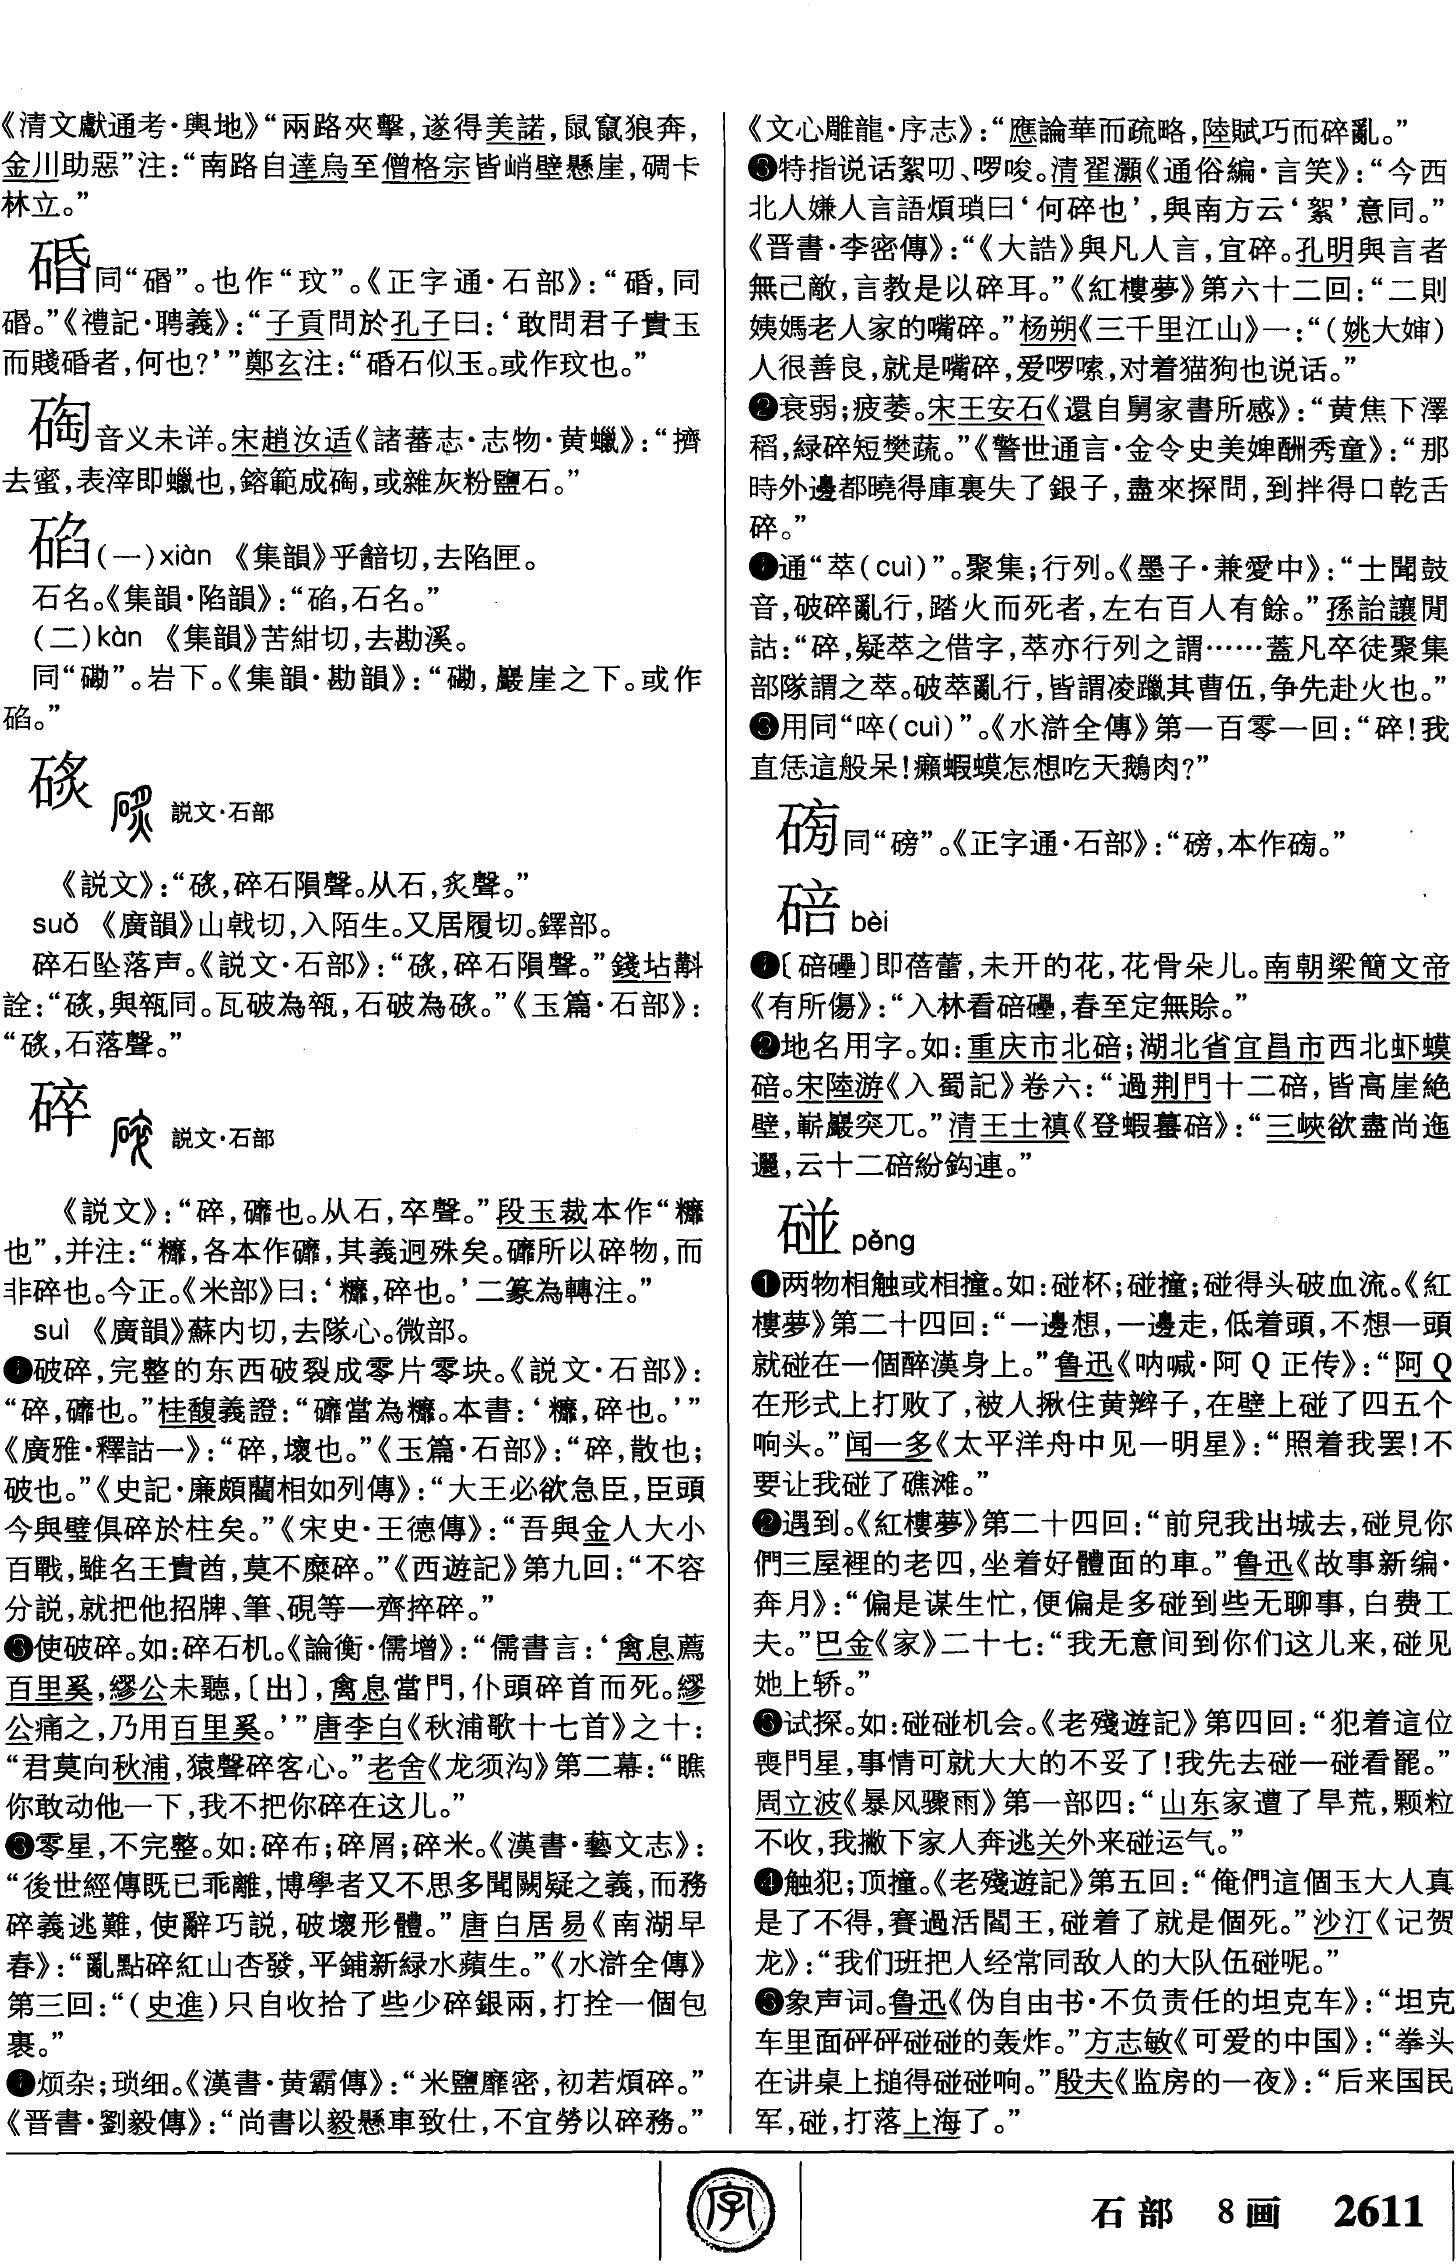 《清文獻通考·輿地》“兩路夾擊，遂得美諾，鼠竄狼奔，
金川助惡”注：“南路自達烏至僧格宗皆峭壁懸崖，碉卡
林立。”
碈同“碈”。也作“玟”。《正字通·石部》：“碈，同
碈。”《禮記·聘義》：“子貢問於孔子曰：‘敢問君子貴玉
而賤碈者，何也？’”鄭玄注：“碈石似玉。或作玟也。”
音义未详。宋趙汝适《諸蕃志·志物·黄蠟》：“擠
去蜜，表滓即蠟也，鎔範成，或雜灰粉鹽石。”
（一）xiàn 《集韻》乎韽切，去陷匣。
石名。《集韻·陷韻》：“，石名。”
（二）kàn 《集韻》苦紺切，去勘溪。
同“磡”。岩下。《集韻·勘韻》：“磡，巖崖之下。或作
。”
説文·石部
《説文》：“，碎石隕聲。从石，炙聲。”
suǒ 《廣韻》山戟切，入陌生。又居履切。鐸部。
碎石坠落声。《説文·石部》：“，碎石隕聲。”錢坫斠
詮：“，與瓻同。瓦破為，石破為。”《玉篇·石部》：
“，石落聲。”
碎 説文·石部
《説文》：“碎，䃺也。从石，卒聲。”段玉裁本作“糠
也”，并注：“，各本作䃺，其義迥殊矣。䃺所以碎物，而
非碎也。今正。《米部》曰：‘，碎也。’二篆為轉注。”
suì 《廣韻》蘇内切，去隊心。微部。
❶破碎，完整的东西破裂成零片零块。《説文·石部》：
“碎，䃺也。”桂馥義證：“䃺當為。本書：‘，碎也。’”
《廣雅·釋詁一》：“碎，壞也。”《玉篇·石部》：“碎，散也；
破也。”《史記·廉頗藺相如列傳》：“大王必欲急臣，臣頭
今與璧俱碎於柱矣。”《宋史·王德傳》：“吾與金人大小
百戰，雖名王貴酋，莫不糜碎。”《西遊記》第九回：“不容
分説，就把他招牌、筆、硯等一齊捽碎。”
❷使破碎。如：碎石机。《論衡·儒增》：“儒書言：‘禽息薦
百里奚，繆公未聽，〔出〕，禽息當門，仆頭碎首而死。繆
公痛之，乃用百里奚。’”唐李白《秋浦歌十七首》之十：
“君莫向秋浦，猿聲碎客心。”老舍《龙须沟》第二幕：“瞧
你敢动他一下，我不把你碎在这儿。”
❸零星，不完整。如：碎布；碎屑；碎米。《漢書·藝文志》：
“後世經傳既已乖離，博學者又不思多聞闕疑之義，而務
碎義逃難，使辭巧説，破壞形體。”唐白居易《南湖早
春》：“亂點碎紅山杏發，平鋪新緑水蘋生。”《水滸全傳》
第三回：“（史進）只自收拾了些少碎銀兩，打拴一個包
裹。”
❹烦杂；琐细。《漢書·黄霸傳》：“米鹽靡密，初若煩碎。”
《晋書·劉毅傳》：“尚書以毅懸車致仕，不宜勞以碎務。”
《文心雕龍·序志》：“應論華而疏略，陸賦巧而碎亂。”
❺特指说话絮叨、啰唆。清翟灝《通俗編·言笑》：“今西
北人嫌人言語煩瑣曰‘何碎也’，與南方云‘絮’意同。”
《晋書·李密傳》：“《大誥》與凡人言，宜碎。孔明與言者
無己敵，言教是以碎耳。”《紅樓夢》第六十二回：“二則
姨媽老人家的嘴碎。”杨朔《三千里江山》一：“（姚大婶）
人很善良，就是嘴碎，爱啰嗦，对着猫狗也说话。”
❻衰弱；疲萎。宋王安石《還自舅家書所感》：“黄焦下澤
稻，緑碎短樊蔬。”《警世通言·金令史美婢酬秀童》：“那
時外邊都曉得庫裏失了銀子，盡來探問，到拌得口乾舌
碎。”
❼通“萃（cuì）”。聚集；行列。《墨子·兼愛中》：“士聞鼓
音，破碎亂行，蹈火而死者，左右百人有餘。”孫詒讓閒
詁：“碎，疑萃之借字，萃亦行列之謂……蓋凡卒徒聚集
部隊謂之萃。破萃亂行，皆謂凌躐其曹伍，争先赴火也。”
❽用同“啐（cuì）”。《水滸全傳》第一百零一回：“碎！我
直恁這般呆！癩蝦蟆怎想吃天鵝肉？”
同“磅”。《正字通·石部》：“磅，本作。”
碚 bèi
❶〔碚礧〕即蓓蕾，未开的花，花骨朵儿。南朝梁簡文帝
《有所傷》：“入林看碚礧，春至定無賒。”
❷地名用字。如：重庆市北碚；湖北省宜昌市西北虾蟆
碚。宋陸游《入蜀記》卷六：“過荆門十二碚，皆高崖絶
壁，嶄巖突兀。”清王士禛《登蝦蟇碚》：“三峽欲盡尚迤
邐，云十二碚紛鈎連。”
碰 pèng
❶两物相触或相撞。如：碰杯；碰撞；碰得头破血流。《紅
樓夢》第二十四回：“一邊想，一邊走，低着頭，不想一頭
就碰在一個醉漢身上。”鲁迅《呐喊·阿Q正传》：“阿Q
在形式上打败了，被人揪住黄辫子，在壁上碰了四五个
响头。”闻一多《太平洋舟中见一明星》：“照着我罢！不
要让我碰了礁滩。”
❷遇到。《紅樓夢》第二十四回：“前兒我出城去，碰見你
們三屋裡的老四，坐着好體面的車。”鲁迅《故事新编·
奔月》：“偏是谋生忙，便偏是多碰到些无聊事，白费工
夫。”巴金《家》二十七：“我无意间到你们这儿来，碰见
她上轿。”
❸试探。如：碰碰机会。《老殘遊記》第四回：“犯着這位
喪門星，事情可就大大的不妥了！我先去碰一碰看罷。”
周立波《暴风骤雨》第一部四：“山东家遭了旱荒，颗粒
不收，我撇下家人奔逃关外来碰运气。”
❹触犯；顶撞。《老殘遊記》第五回：“俺們這個玉大人真
是了不得，賽過活閻王，碰着了就是個死。”沙汀《记贺
龙》：“我们班把人经常同敌人的大队伍碰呢。”
❺象声词。鲁迅《伪自由书·不负责任的坦克车》：“坦克
车里面砰砰碰碰的轰炸。”方志敏《可爱的中国》：“拳头
在讲桌上搥得碰碰响。”殷夫《监房的一夜》：“后来国民
军，碰，打落上海了。”
字
石部 8画 2611